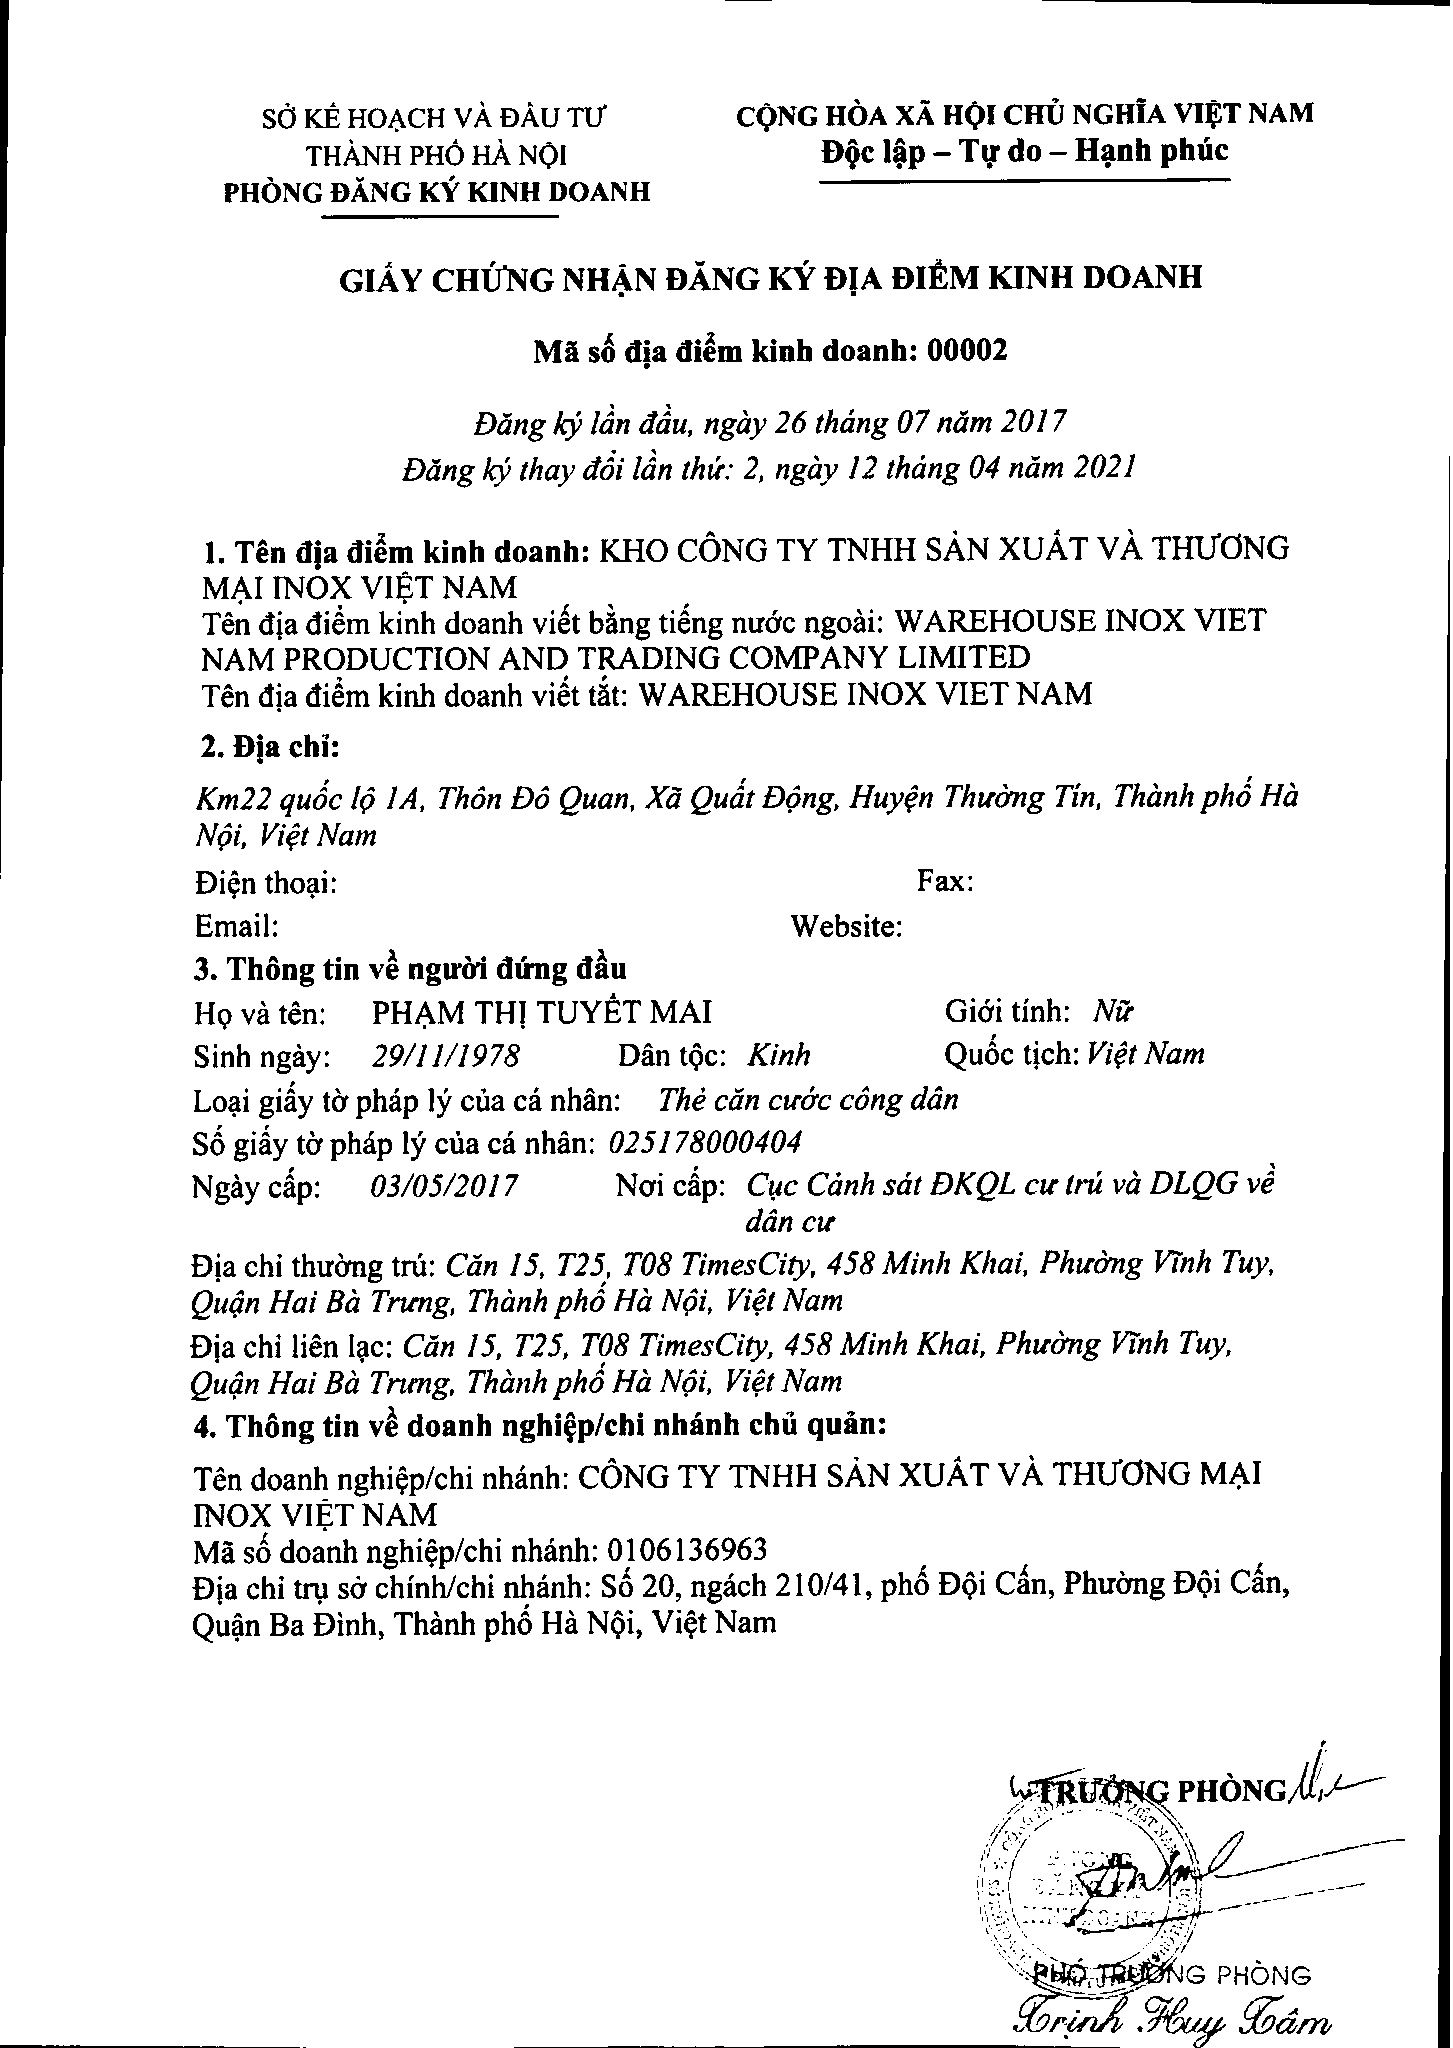 SỞ KẾ HOẠCH VÀ ĐẦU TƯ
THÀNH PHỐ HÀ NỘI
PHÒNG ĐĂNG KÝ KINH DOANH
CỘNG HÒA XÃ HỘI CHỦ NGHĨA VIỆT NAM
Độc lập – Tự do – Hạnh phúc
GIẤY CHỨNG NHẬN ĐĂNG KÝ ĐỊA ĐIỂM KINH DOANH
Mã số địa điểm kinh doanh: 00002
Đăng ký lần đầu, ngày 26 tháng 07 năm 2017
Đăng ký thay đổi lần thứ: 2, ngày 12 tháng 04 năm 2021
1. Tên địa điểm kinh doanh: KHO CÔNG TY TNHH SẢN XUẤT VÀ THƯƠNG
MẠI INOX VIỆT NAM
Tên địa điểm kinh doanh viết bằng tiếng nước ngoài: WAREHOUSE INOX VIET
NAM PRODUCTION AND TRADING COMPANY LIMITED
Tên địa điểm kinh doanh viết tắt: WAREHOUSE INOX VIET NAM
2. Địa chỉ:
Km22 quốc lộ 1A, Thôn Đô Quan, Xã Quất Động, Huyện Thường Tín, Thành phố Hà
Nội, Việt Nam
Điện thoại: Fax:
Email: Website:
3. Thông tin về người đứng đầu
Họ và tên: PHẠM THỊ TUYẾT MAI Giới tính: Nữ
Sinh ngày: 29/11/1978 Dân tộc: Kinh Quốc tịch: Việt Nam
Loại giấy tờ pháp lý của cá nhân: Thẻ căn cước công dân
Số giấy tờ pháp lý của cá nhân: 025178000404
Ngày cấp: 03/05/2017 Nơi cấp: Cục Cảnh sát ĐKQL cư trú và DLQG về
dân cư
Địa chỉ thường trú: Căn 15, T25, T08 TimesCity, 458 Minh Khai, Phường Vĩnh Tuy,
Quận Hai Bà Trưng, Thành phố Hà Nội, Việt Nam
Địa chỉ liên lạc: Căn 15, T25, T08 TimesCity, 458 Minh Khai, Phường Vĩnh Tuy,
Quận Hai Bà Trưng, Thành phố Hà Nội, Việt Nam
4. Thông tin về doanh nghiệp/chi nhánh chủ quản:
Tên doanh nghiệp/chi nhánh: CÔNG TY TNHH SẢN XUẤT VÀ THƯƠNG MẠI
INOX VIỆT NAM
Mã số doanh nghiệp/chi nhánh: 0106136963
Địa chỉ trụ sở chính/chi nhánh: Số 20, ngách 210/41, phố Đội Cấn, Phường Đội Cấn,
Quận Ba Đình, Thành phố Hà Nội, Việt Nam
TRƯỞNG PHÒNG
PHÓ TRƯỞNG PHÒNG
Trịnh Huy Tâm